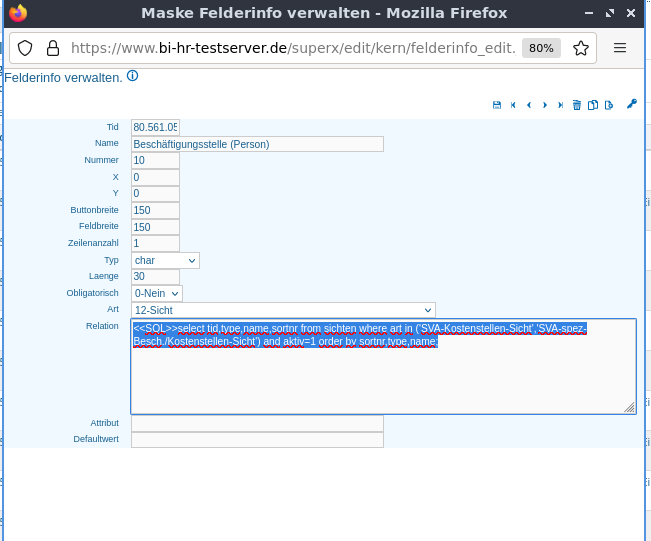 Maske Felderinfo verwalten - Mozilla Firefox
https://www.bi-hr-testserver.de/superx/edit/kern/felderinfo_edit.
80%
Felderinfo verwalten.
Tid 80.561.05
Name Beschäftigungsstelle (Person)
Nummer 10
X 0
Y 0
Buttonbreite 150
Feldbreite 150
Zeilenanzahl 1
Typ char
Laenge 30
Obligatorisch 0-Nein
Art 12-Sicht
Relation <<SQL>>select tid,type,name,sortnr from sichten where art in ('SVA-Kostenstellen-Sicht','SVA-spez-
Besch./Kostenstellen-Sicht') and aktiv=1 order by sortnr,type,name;
Attribut
Defaultwert